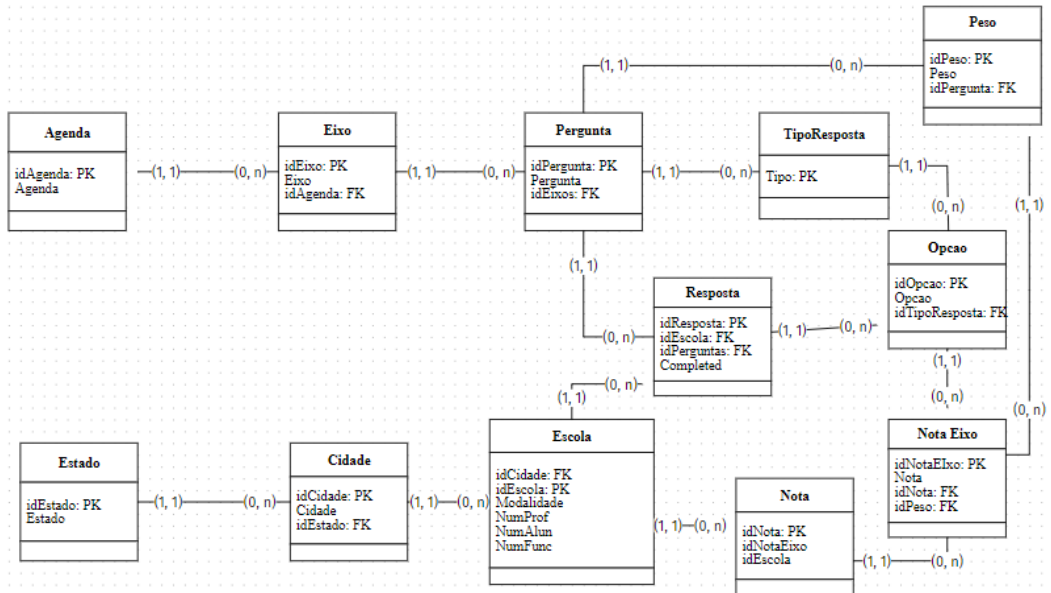 Peso
idPeso: PK
Peso
idPergunta: FK
(1, 1)
(0, n)
Agenda
idAgenda: PK
Agenda
(1, 1)
(0, n)
Eixo
idEixo: PK
Eixo
idAgenda: FK
(1, 1)
(0, n)
Pergunta
idPergunta: PK
Pergunta
idEixos: FK
(1, 1)
(0, n)
TipoResposta
Tipo: PK
(1, 1)
(0, n)
(1, 1)
Opcao
idOpcao: PK
Opcao
idTipoResposta: FK
(1, 1)
(0, n)
Resposta
idResposta: PK
idEscola: FK
idPerguntas: FK
Completed
(1, 1)
(0, n)
(1, 1)
(0, n)
(0, n)
(1, 1)
(0, n)
Estado
idEstado: PK
Estado
(1, 1)
(0, n)
Cidade
idCidade: PK
Cidade
idEstado: FK
(1, 1)
(0, n)
Escola
idCidade: FK
idEscola: PK
Modalidade
NumProf
NumAlun
NumFunc
(1, 1)
(0, n)
Nota
idNota: PK
idNotaEixo
idEscola
(1, 1)
(0, n)
Nota Eixo
idNotaEIxo: PK
Nota
idNota: FK
idPeso: FK